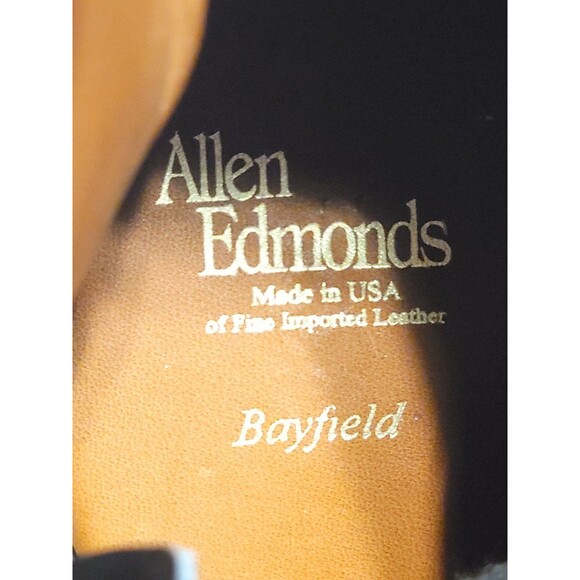 Allen
Edmonds
Made in USA
of Fine Imported Leather
Bayfield